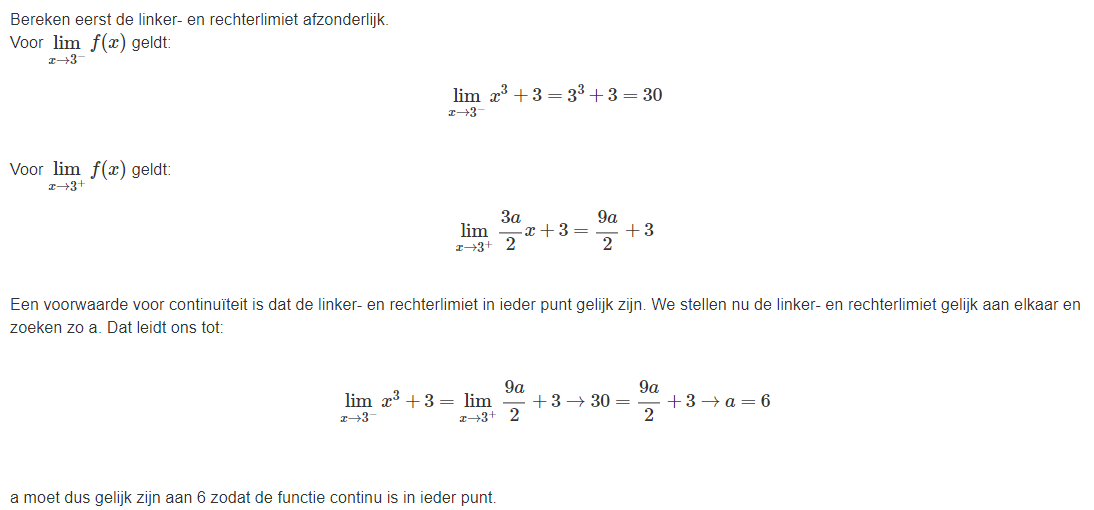 Bereken eerst de linker- en rechterlimiet afzonderlijk.
Voor $\lim_{x \to 3^-} f(x)$ geldt:
$\lim_{x \to 3^-} x^3 + 3 = 3^3 + 3 = 30$
Voor $\lim_{x \to 3^+} f(x)$ geldt:
$\lim_{x \to 3^+} \frac{3a}{2} x + 3 = \frac{9a}{2} + 3$
Een voorwaarde voor continuïteit is dat de linker- en rechterlimiet in ieder punt gelijk zijn. We stellen nu de linker- en rechterlimiet gelijk aan elkaar en
zoeken zo a. Dat leidt ons tot:
$\lim_{x \to 3^-} x^3 + 3 = \lim_{x \to 3^+} \frac{9a}{2} + 3 \to 30 = \frac{9a}{2} + 3 \to a = 6$
a moet dus gelijk zijn aan 6 zodat de functie continu is in ieder punt.